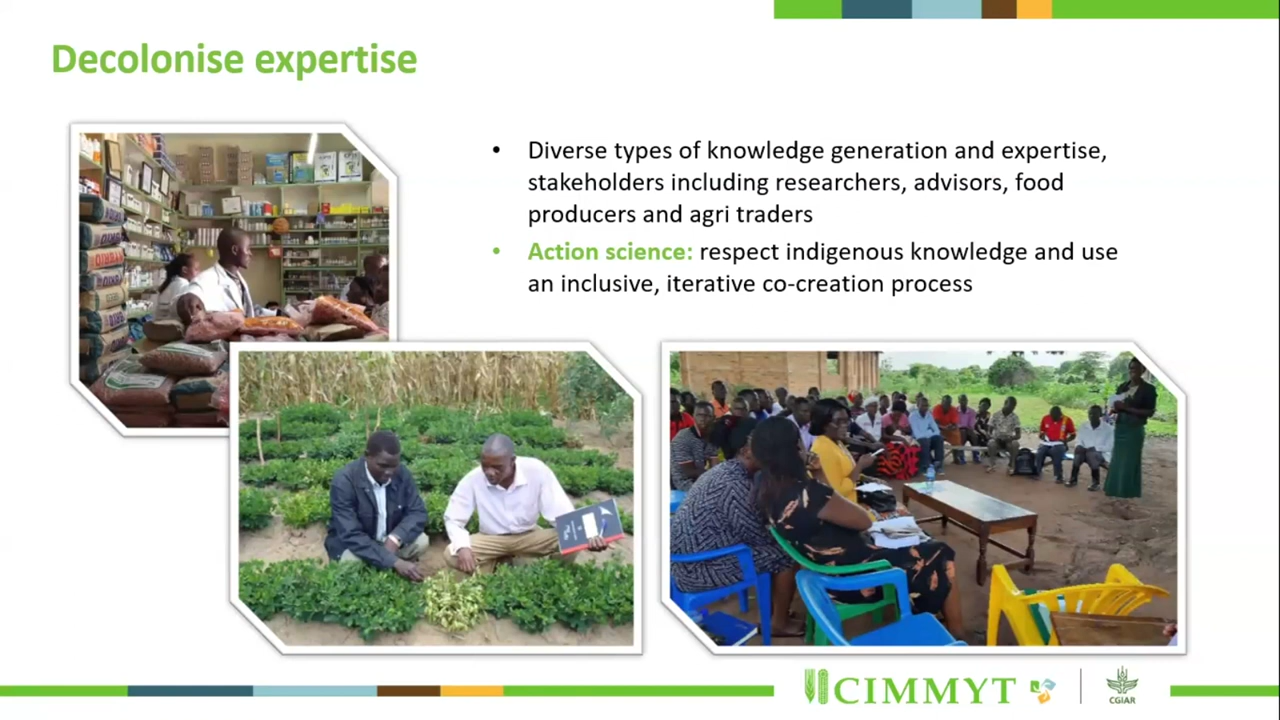 Decolonise expertise
• Diverse types of knowledge generation and expertise,
stakeholders including researchers, advisors, food
producers and agri traders
• Action science: respect indigenous knowledge and use
an inclusive, iterative co-creation process
CIMMYT
CGIAR